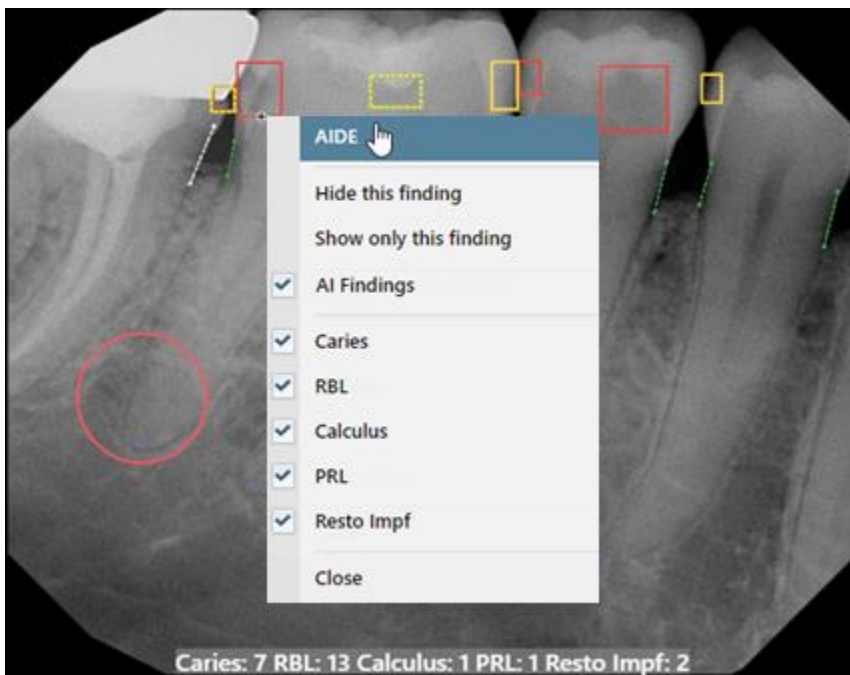 AIDE
Hide this finding
Show only this finding
AI Findings
Caries
RBL
Calculus
PRL
Resto Impf
Close
Caries: 7 RBL: 13 Calculus: 1 PRL: 1 Resto Impf: 2